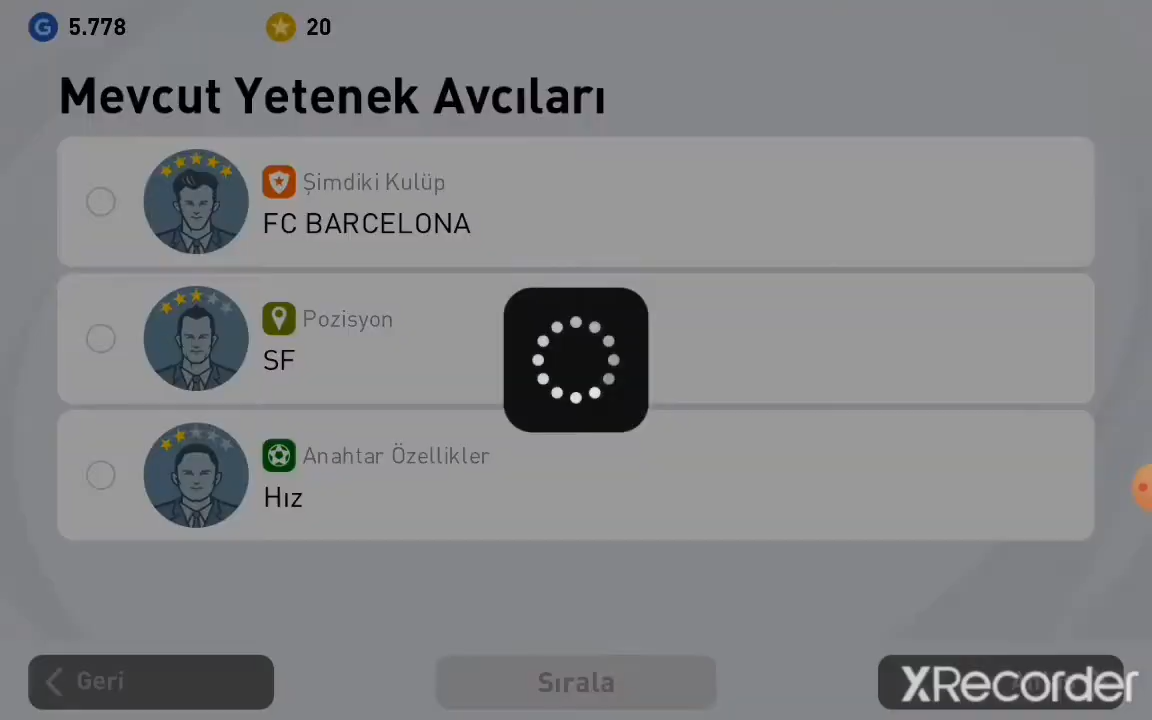 G 5.778 20
Mevcut Yetenek Avcıları
Şimdiki Kulüp
FC BARCELONA
Pozisyon
SF
Anahtar Özellikler
Hız
Geri
Sırala
XRecorder